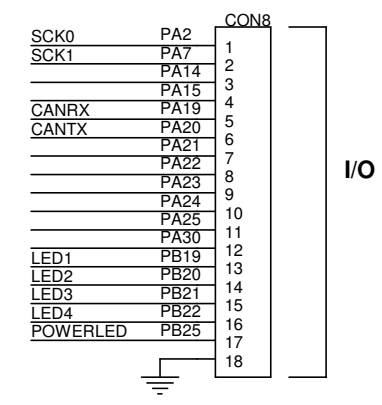 CON8
SCK0 PA2 1
SCK1 PA7 2
PA14 3
PA15 4
CANRX PA19 5
CANTX PA20 6
PA21 7
PA22 8
PA23 9
PA24 10
PA25 11
PA30 12
LED1 PB19 13
LED2 PB20 14
LED3 PB21 15
LED4 PB22 16
POWERLED PB25 17
18
I/O